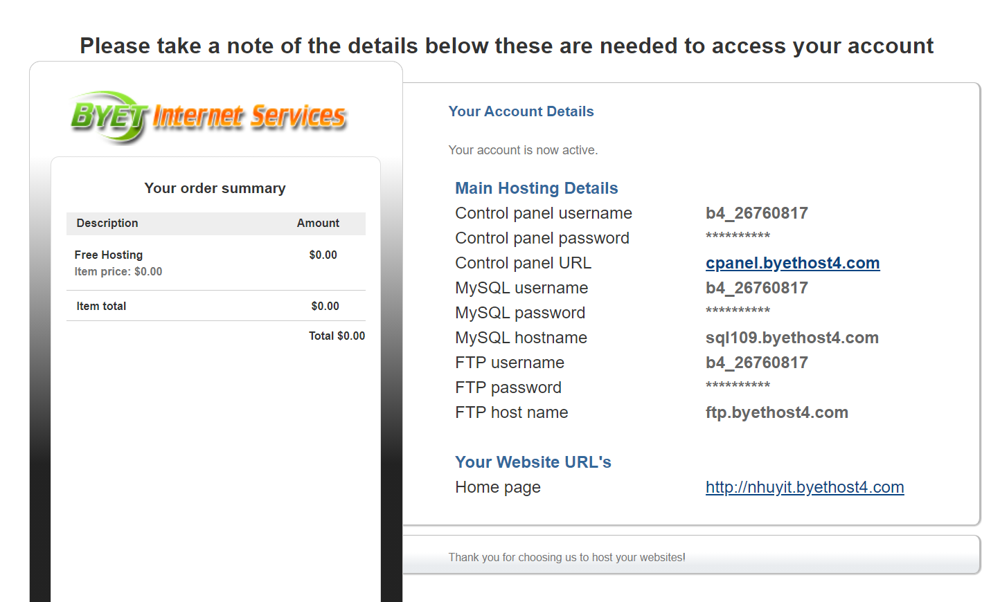 Please take a note of the details below these are needed to access your account
BYET Internet Services
Your order summary
Description Amount
Free Hosting $0.00
Item price: $0.00
Item total $0.00
Total $0.00
Your Account Details
Your account is now active.
Main Hosting Details
Control panel username b4_26760817
Control panel password **********
Control panel URL cpanel.byethost4.com
MySQL username b4_26760817
MySQL password **********
MySQL hostname sql109.byethost4.com
FTP username b4_26760817
FTP password **********
FTP host name ftp.byethost4.com
Your Website URL's
Home page http://nhuyit.byethost4.com
Thank you for choosing us to host your websites!